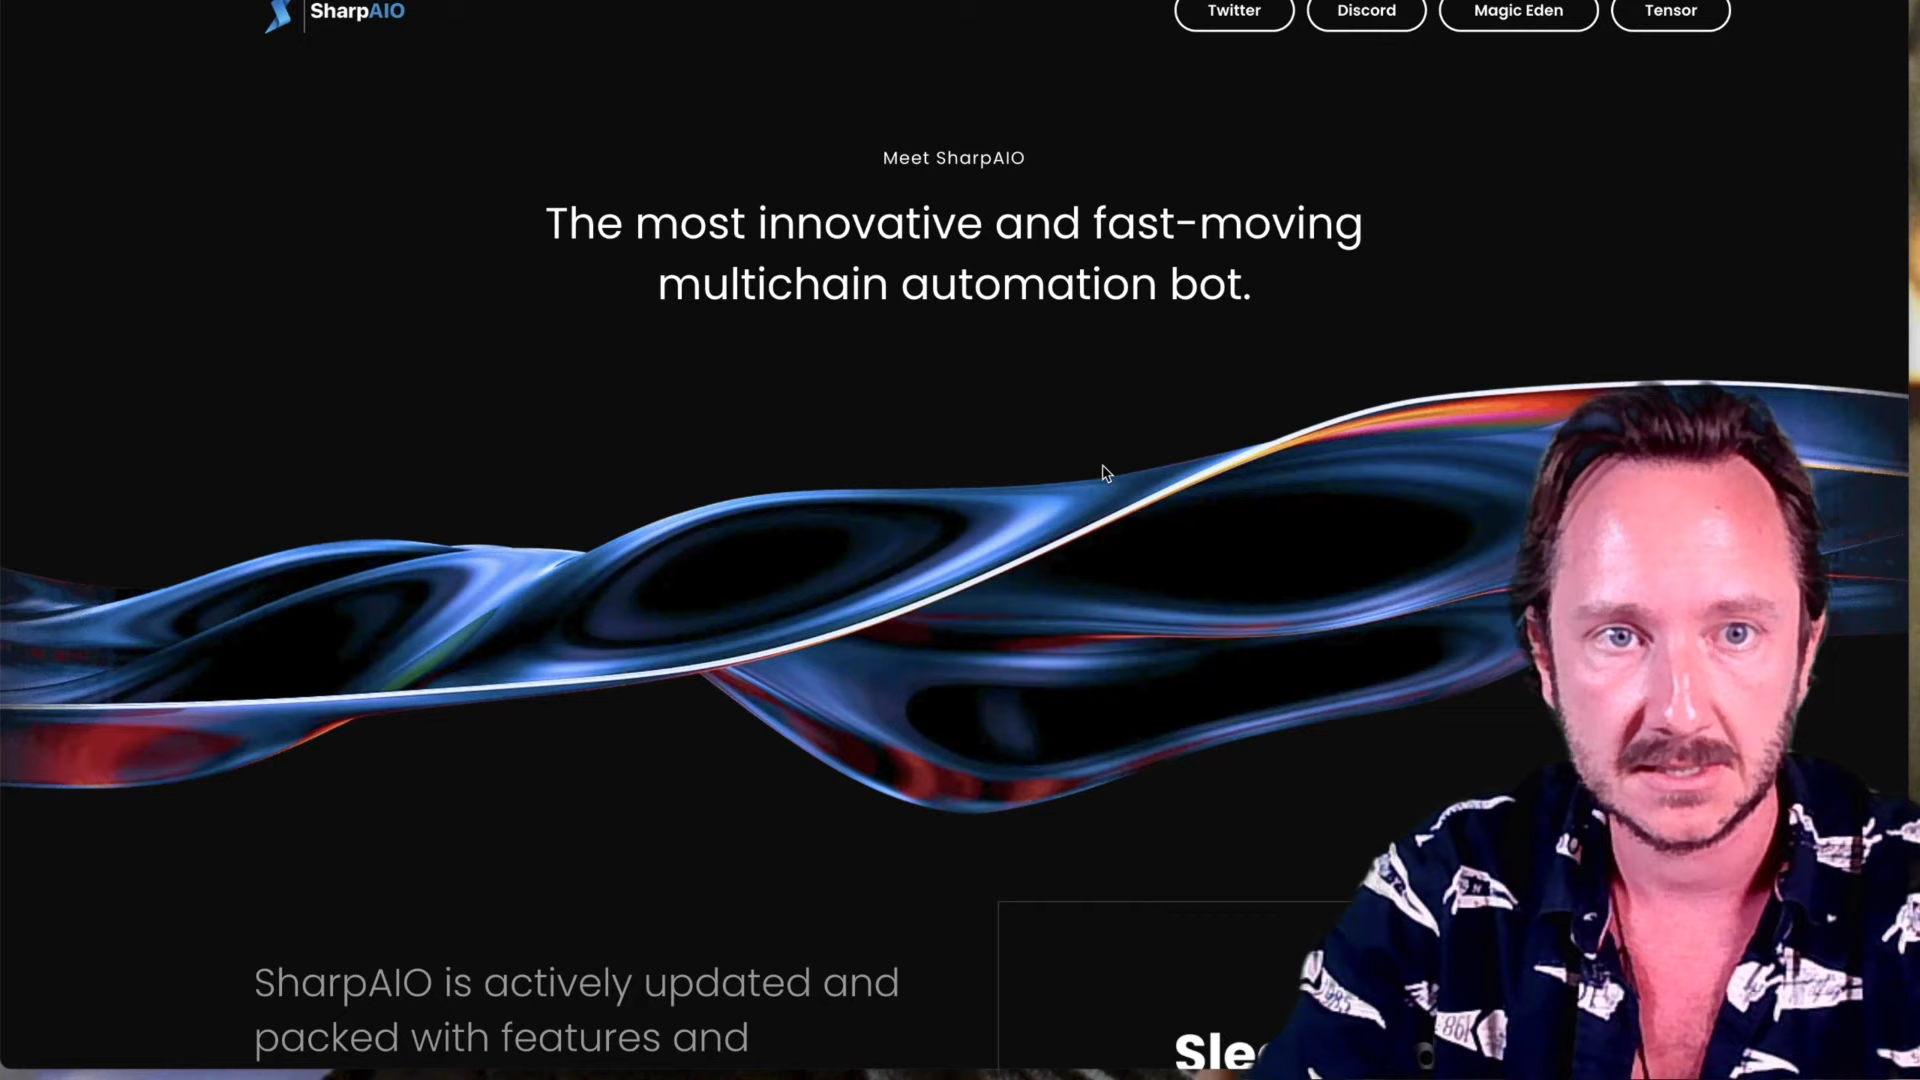 SharpAIO
Twitter
Discord
Magic Eden
Tensor
Meet SharpAIO
The most innovative and fast-moving
multichain automation bot.
SharpAIO is actively updated and
packed with features and